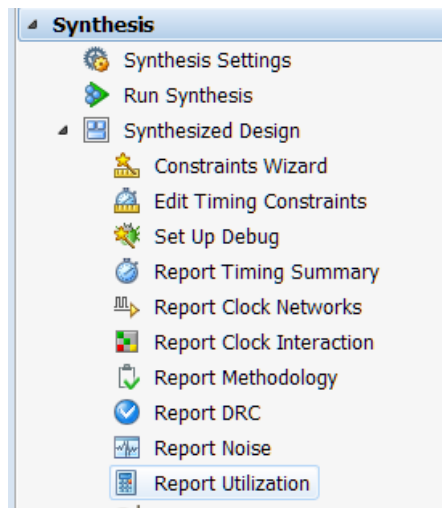 Synthesis
Synthesis Settings
Run Synthesis
Synthesized Design
Constraints Wizard
Edit Timing Constraints
Set Up Debug
Report Timing Summary
Report Clock Networks
Report Clock Interaction
Report Methodology
Report DRC
Report Noise
Report Utilization